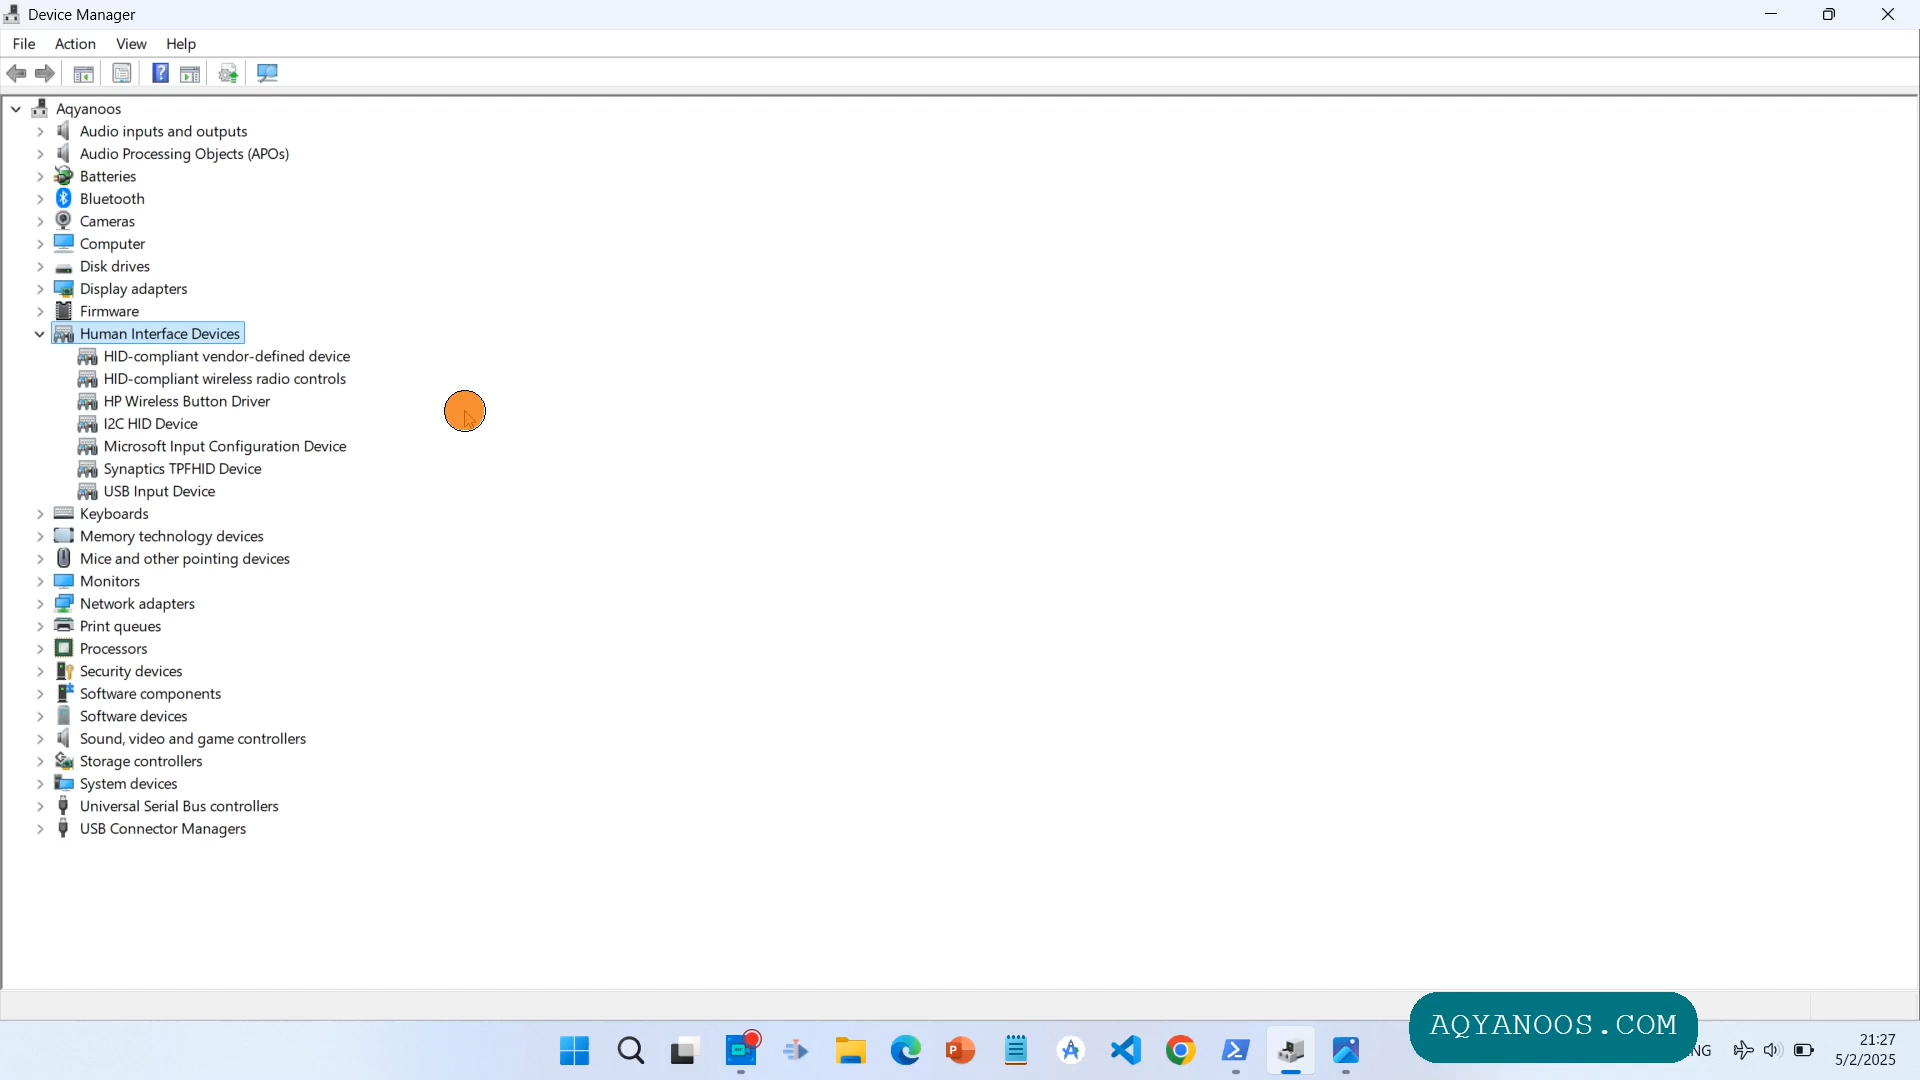 Device Manager
File Action View Help
Aqyanoos
Audio inputs and outputs
Audio Processing Objects (APOs)
Batteries
Bluetooth
Cameras
Computer
Disk drives
Display adapters
Firmware
Human Interface Devices
HID-compliant vendor-defined device
HID-compliant wireless radio controls
HP Wireless Button Driver
I2C HID Device
Microsoft Input Configuration Device
Synaptics TPFHID Device
USB Input Device
Keyboards
Memory technology devices
Mice and other pointing devices
Monitors
Network adapters
Print queues
Processors
Security devices
Software components
Software devices
Sound, video and game controllers
Storage controllers
System devices
Universal Serial Bus controllers
USB Connector Managers
AQYANOOS.COM
NG
21:27
5/2/2025